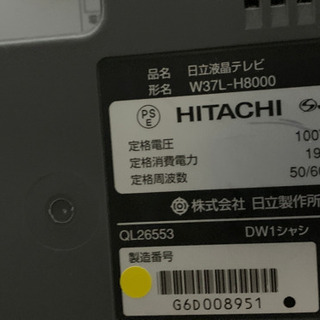 品名 日立液晶テレビ
形名 W37L-H8000
PS
E
HITACHI
定格電圧 100
定格消費電力 19
定格周波数 50/60
株式会社 日立製作所
QL26553 DW1シャシ
製造番号
G6D008951